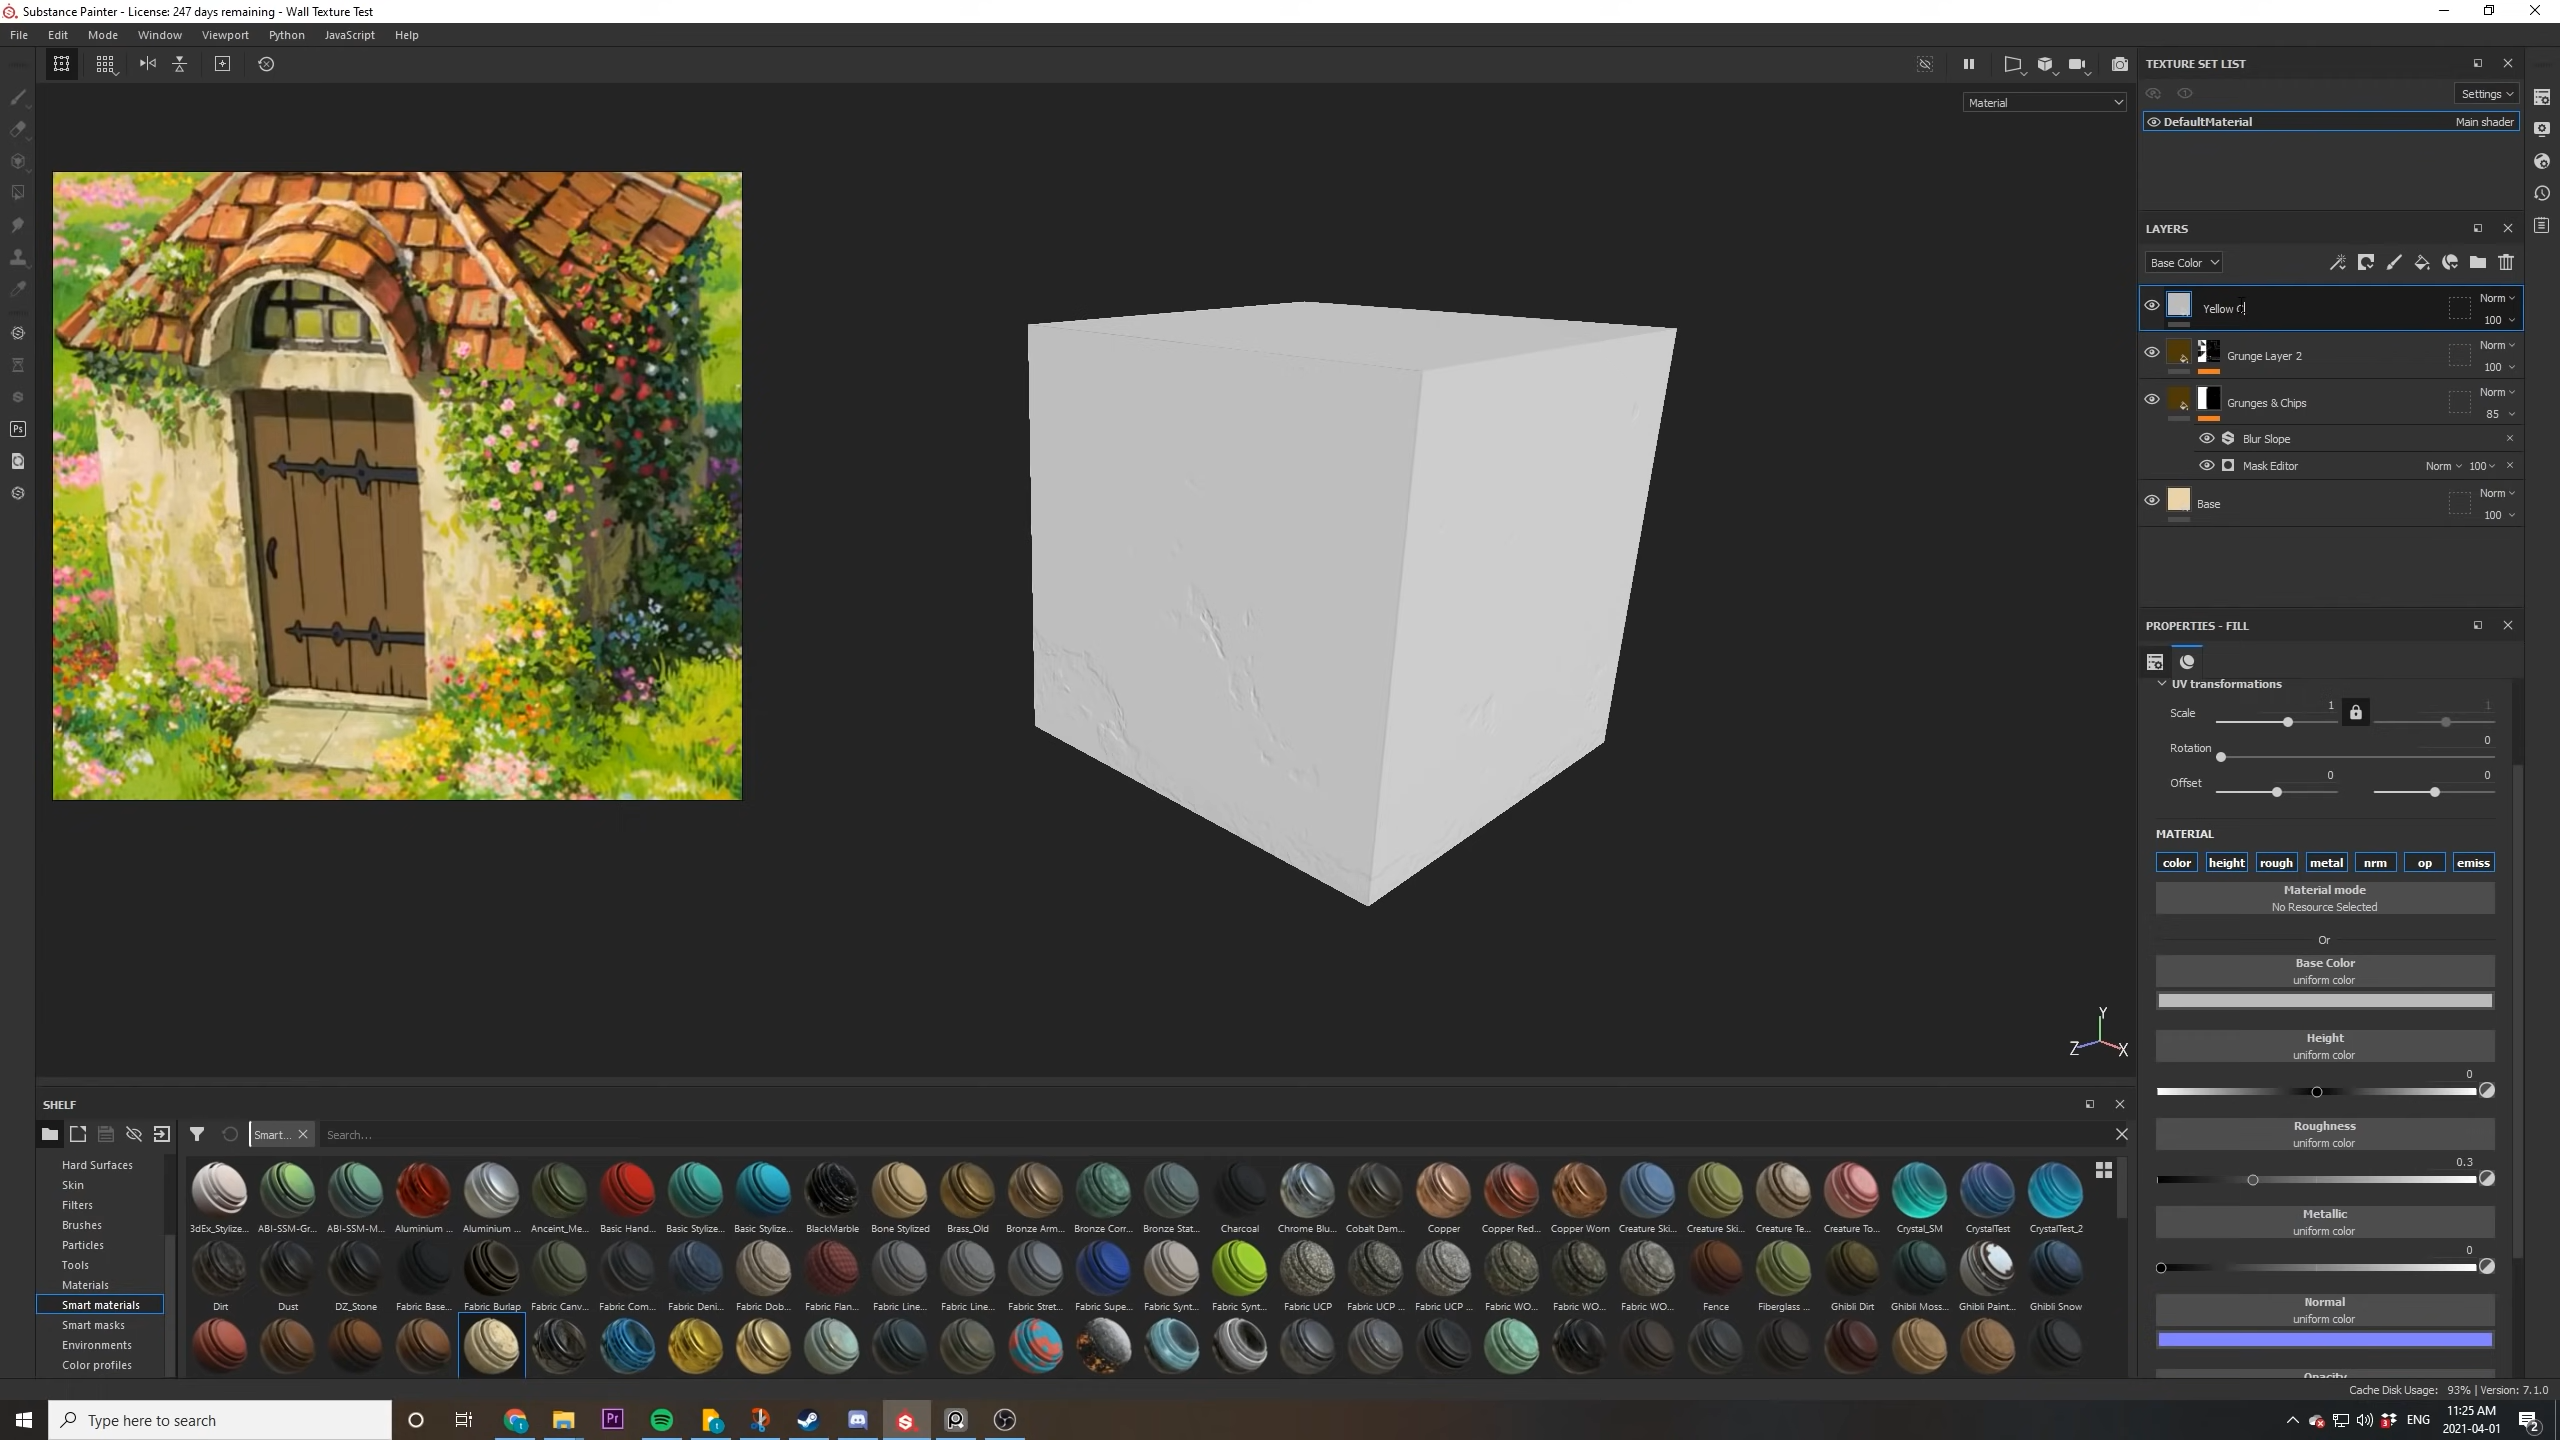 Substance Painter - License: 247 days remaining - Wall Texture Test
File Edit Mode Window Viewport Python JavaScript Help
Material
TEXTURE SET LIST
Settings
DefaultMaterial Main shader
LAYERS
Base Color
Yellow C
Norm
100
Grunge Layer 2
Norm
100
Grunges & Chips
Norm
85
Blur Slope
Mask Editor Norm 100
Base
Norm
100
PROPERTIES - FILL
UV transformations
Scale 1 1
Rotation 0
Offset 0 0
MATERIAL
color height rough metal nrm op emiss
Material mode
No Resource Selected
Or
Base Color
uniform color
Height
uniform color
0
Roughness
uniform color
0.3
Metallic
uniform color
0
Normal
uniform color
Opacity
Y
Z X
SHELF
Smart... Search...
Hard Surfaces
Skin
Filters
Brushes
Particles
Tools
Materials
Smart materials
Smart masks
Environments
Color profiles
3dEx_Stylize... ABI-SSM-Gr... ABI-SSM-M... Aluminium ... Aluminium ... Anceint_Me... Basic Hand... Basic Stylize... Basic Stylize... BlackMarble Bone Stylized Brass_Old Bronze Arm... Bronze Corr... Bronze Stat... Charcoal Chrome Blu... Cobalt Dam... Copper Copper Red... Copper Worn Creature Ski... Creature Ski... Creature Te... Creature To... Crystal_SM CrystalTest CrystalTest_2
Dirt Dust DZ_Stone Fabric Base... Fabric Burlap Fabric Canv... Fabric Com... Fabric Deni... Fabric Dob... Fabric Flan... Fabric Line... Fabric Line... Fabric Stret... Fabric Supe... Fabric Synt... Fabric Synt... Fabric UCP Fabric UCP ... Fabric UCP ... Fabric WO... Fabric WO... Fabric WO... Fence Fiberglass ... Ghibli Dirt Ghibli Moss... Ghibli Paint... Ghibli Snow
Cache Disk Usage: 93% | Version: 7.1.0
Type here to search
Ps
Pr
ENG
11:25 AM
2021-04-01
2